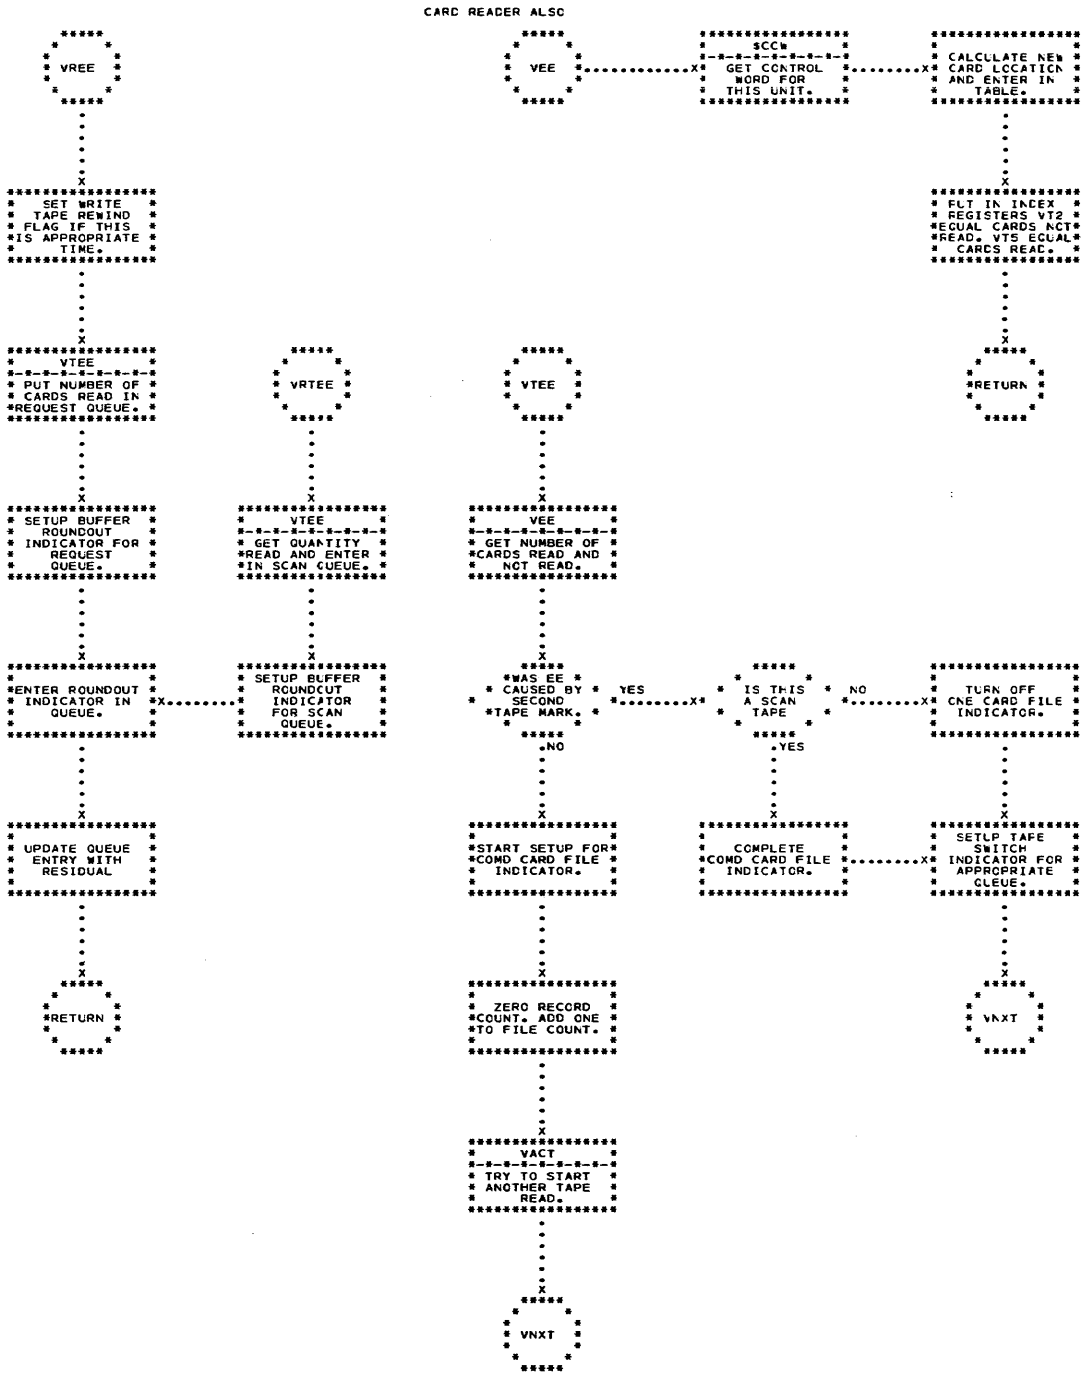 CARD READER ALSO
VREE
SET WRITE
TAPE REWIND
FLAG IF THIS
IS APPROPRIATE
TIME.
VTEE
PUT NUMBER OF
CARDS READ IN
REQUEST QUEUE.
SETUP BUFFER
ROUNDOUT
INDICATOR FOR
REQUEST
QUEUE.
ENTER ROUNDOUT
INDICATOR IN
QUEUE.
UPDATE QUEUE
ENTRY WITH
RESIDUAL
RETURN
VRTEE
VTEE
GET QUANTITY
READ AND ENTER
IN SCAN QUEUE.
SETUP BUFFER
ROUNDOUT
INDICATOR
FOR SCAN
QUEUE.
VEE
$CCW
GET CONTROL
WORD FOR
THIS UNIT.
CALCULATE NEW
CARD LOCATION
AND ENTER IN
TABLE.
PUT IN INDEX
REGISTERS VT2
EQUAL CARDS NOT
READ. VT5 EQUAL
CARDS READ.
RETURN
VTEE
VEE
GET NUMBER OF
CARDS READ AND
NOT READ.
WAS EE
CAUSED BY
SECOND
TAPE MARK.
YES
NO
IS THIS
A SCAN
TAPE
NO
YES
TURN OFF
ONE CARD FILE
INDICATOR.
START SETUP FOR
COMD CARD FILE
INDICATOR.
COMPLETE
COMD CARD FILE
INDICATOR.
SETUP TAPE
SWITCH
INDICATOR FOR
APPROPRIATE
QUEUE.
VNXT
ZERO RECORD
COUNT. ADD ONE
TO FILE COUNT.
VACT
TRY TO START
ANOTHER TAPE
READ.
VNXT